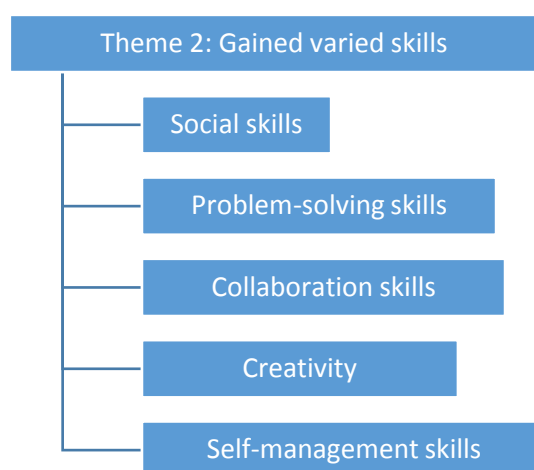 Theme 2: Gained varied skills
Social skills
Problem-solving skills
Collaboration skills
Creativity
Self-management skills